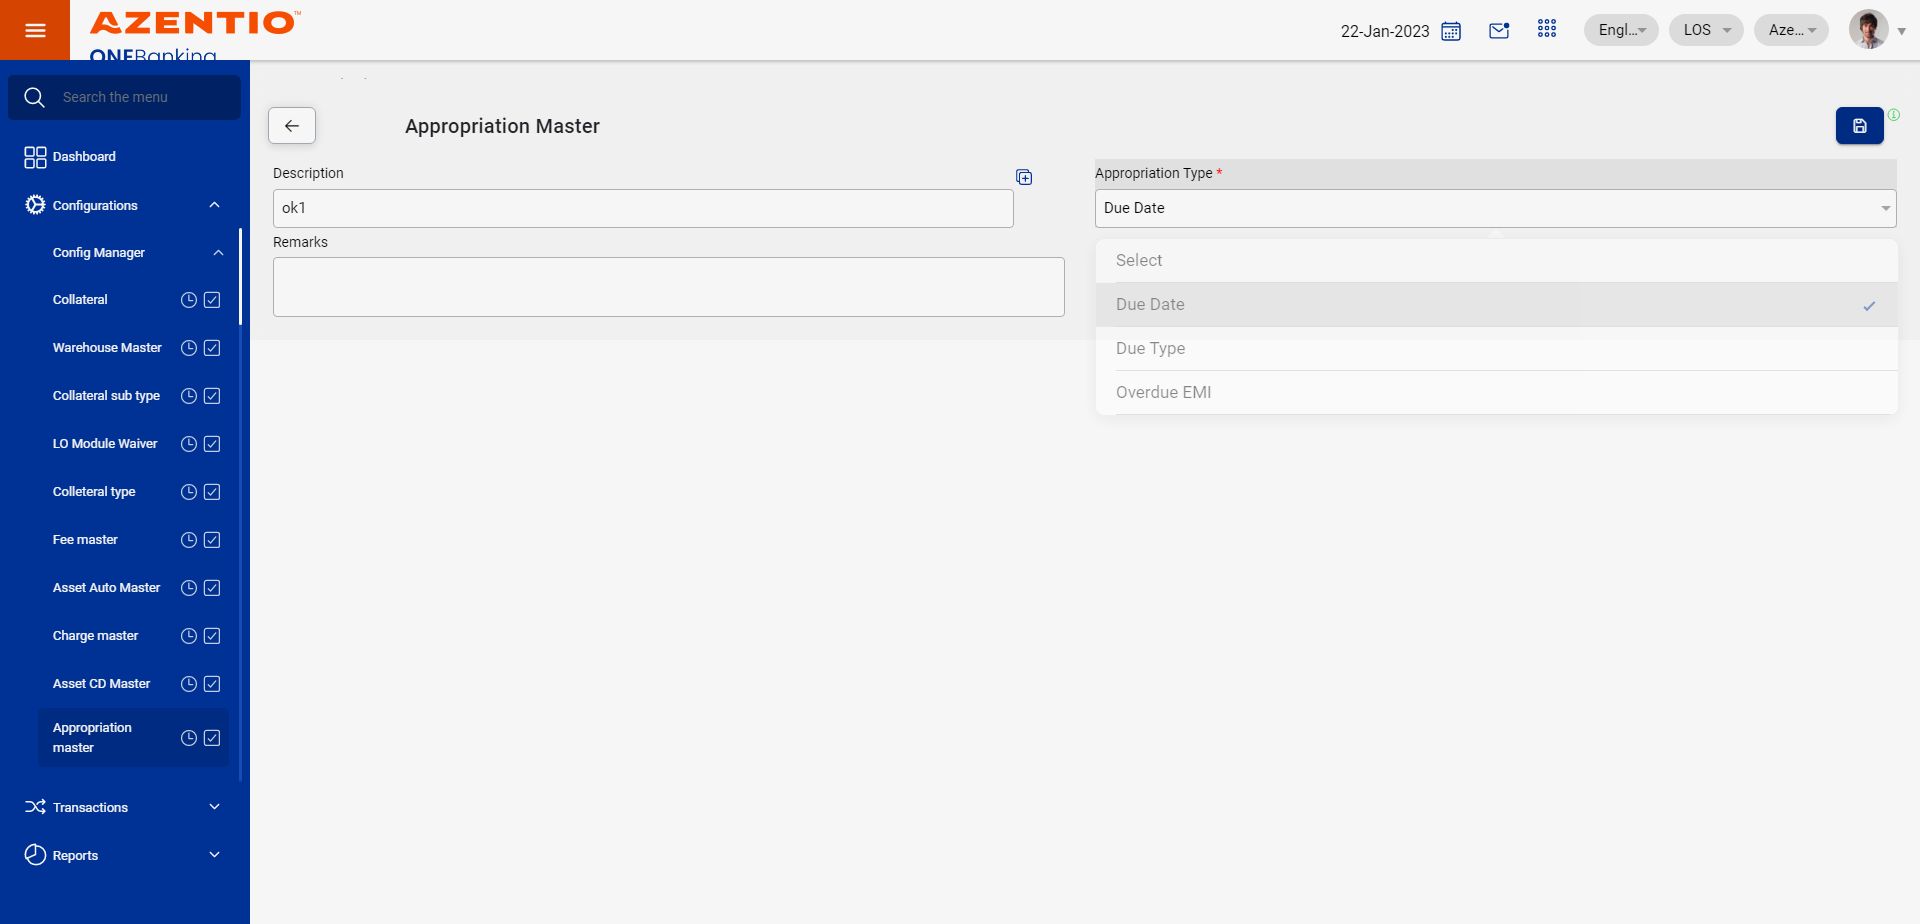 AZENTIO™
ONEBanking
22-Jan-2023
Engl...
LOS
Aze...
Search the menu
Dashboard
Configurations
Config Manager
Collateral
Warehouse Master
Collateral sub type
LO Module Waiver
Colleteral type
Fee master
Asset Auto Master
Charge master
Asset CD Master
Appropriation
master
Transactions
Reports
Appropriation Master
Description
ok1
Remarks
Appropriation Type *
Due Date
Select
Due Date
Due Type
Overdue EMI